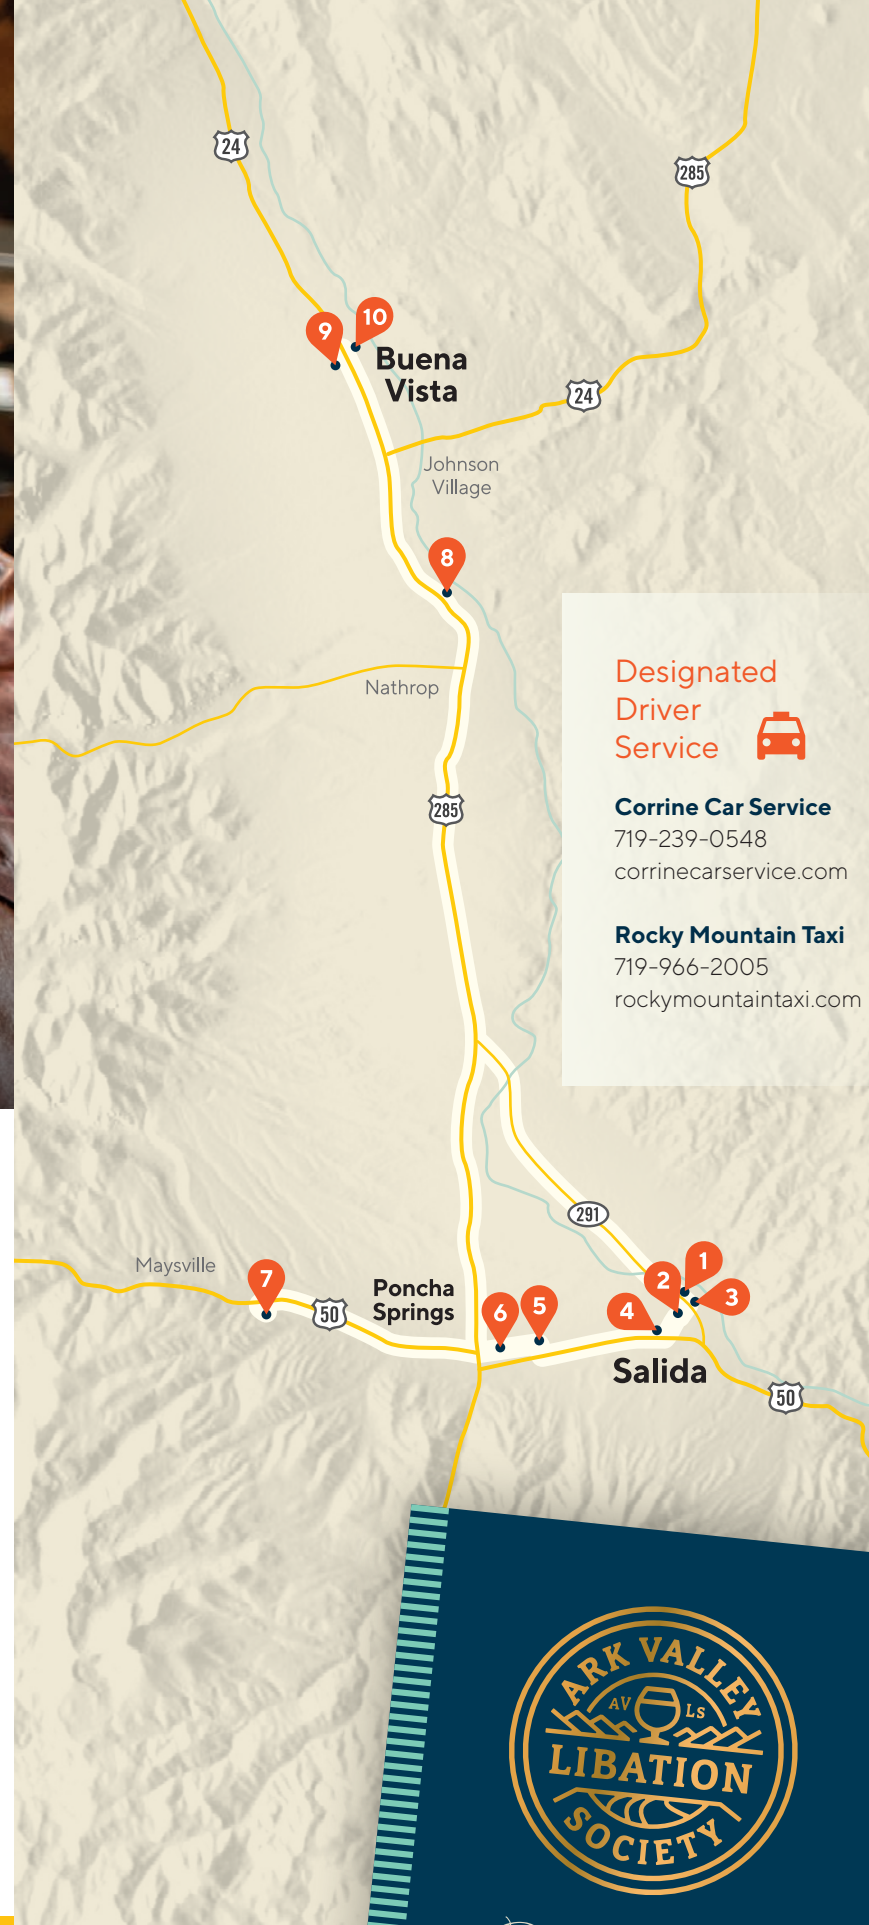 24
285
9
10
Buena
Vista
24
Johnson
Village
8
Designated
Driver
Service
Nathrop
Corrine Car Service
719-239-0548
corrinecarservice.com
285
Rocky Mountain Taxi
719-966-2005
rockymountaintaxi.com
291
Maysville
7
50
Poncha
Springs
6
5
4
2
1
3
Salida
50
ARK VALLEY
AV LS
LIBATION
SOCIETY